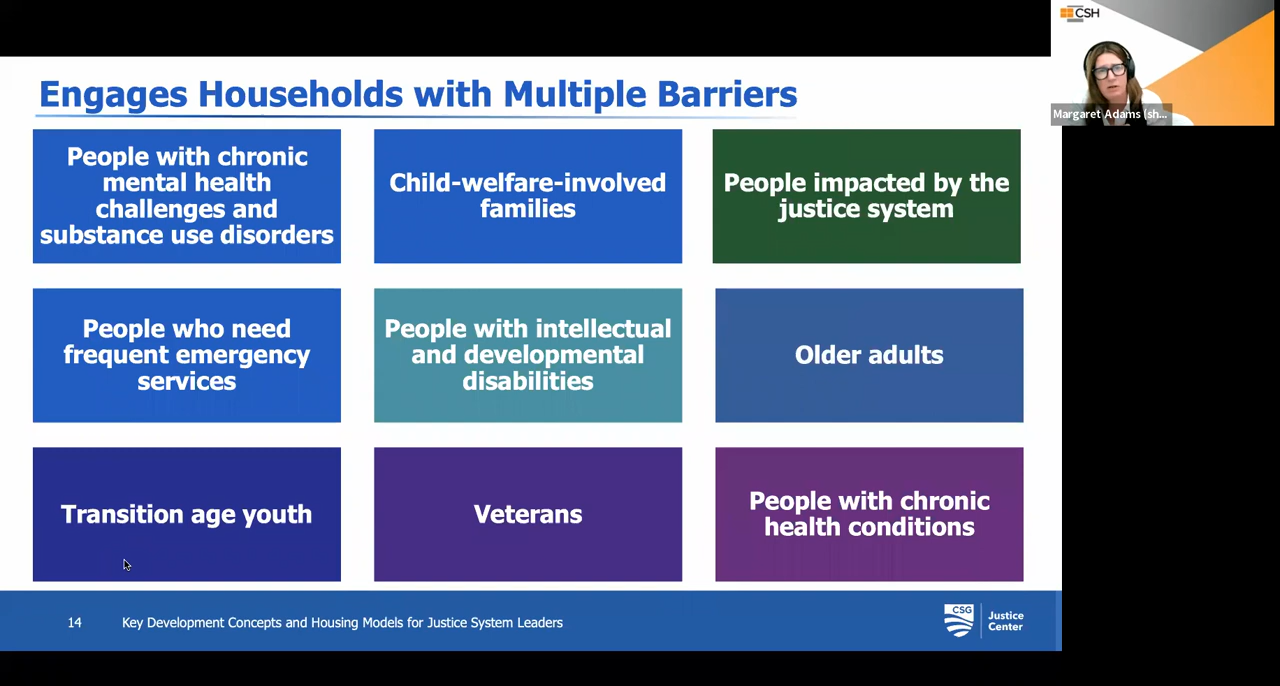 Engages Households with Multiple Barriers
People with chronic
mental health
challenges and
substance use disorders
Child-welfare-involved
families
People impacted by the
justice system
People who need
frequent emergency
services
People with intellectual
and developmental
disabilities
Older adults
Transition age youth
Veterans
People with chronic
health conditions
14
Key Development Concepts and Housing Models for Justice System Leaders
CSG
Justice
Center
CSH
Margaret Adams (sh...